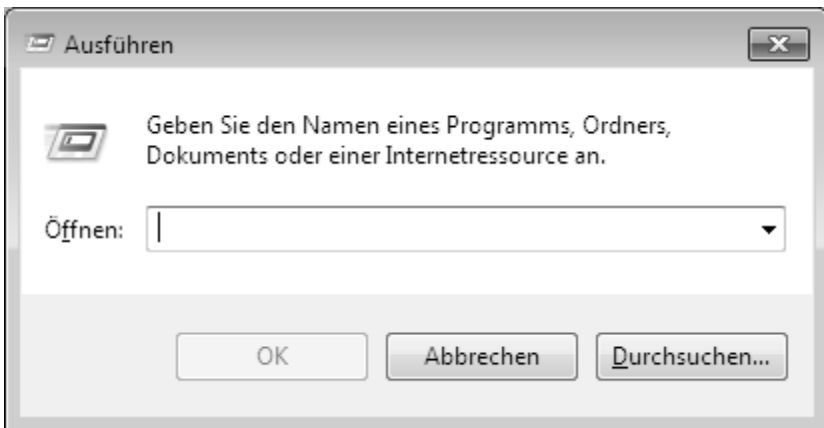 Ausführen
Geben Sie den Namen eines Programms, Ordners,
Dokuments oder einer Internetressource an.
Öffnen:
OK Abbrechen Durchsuchen...